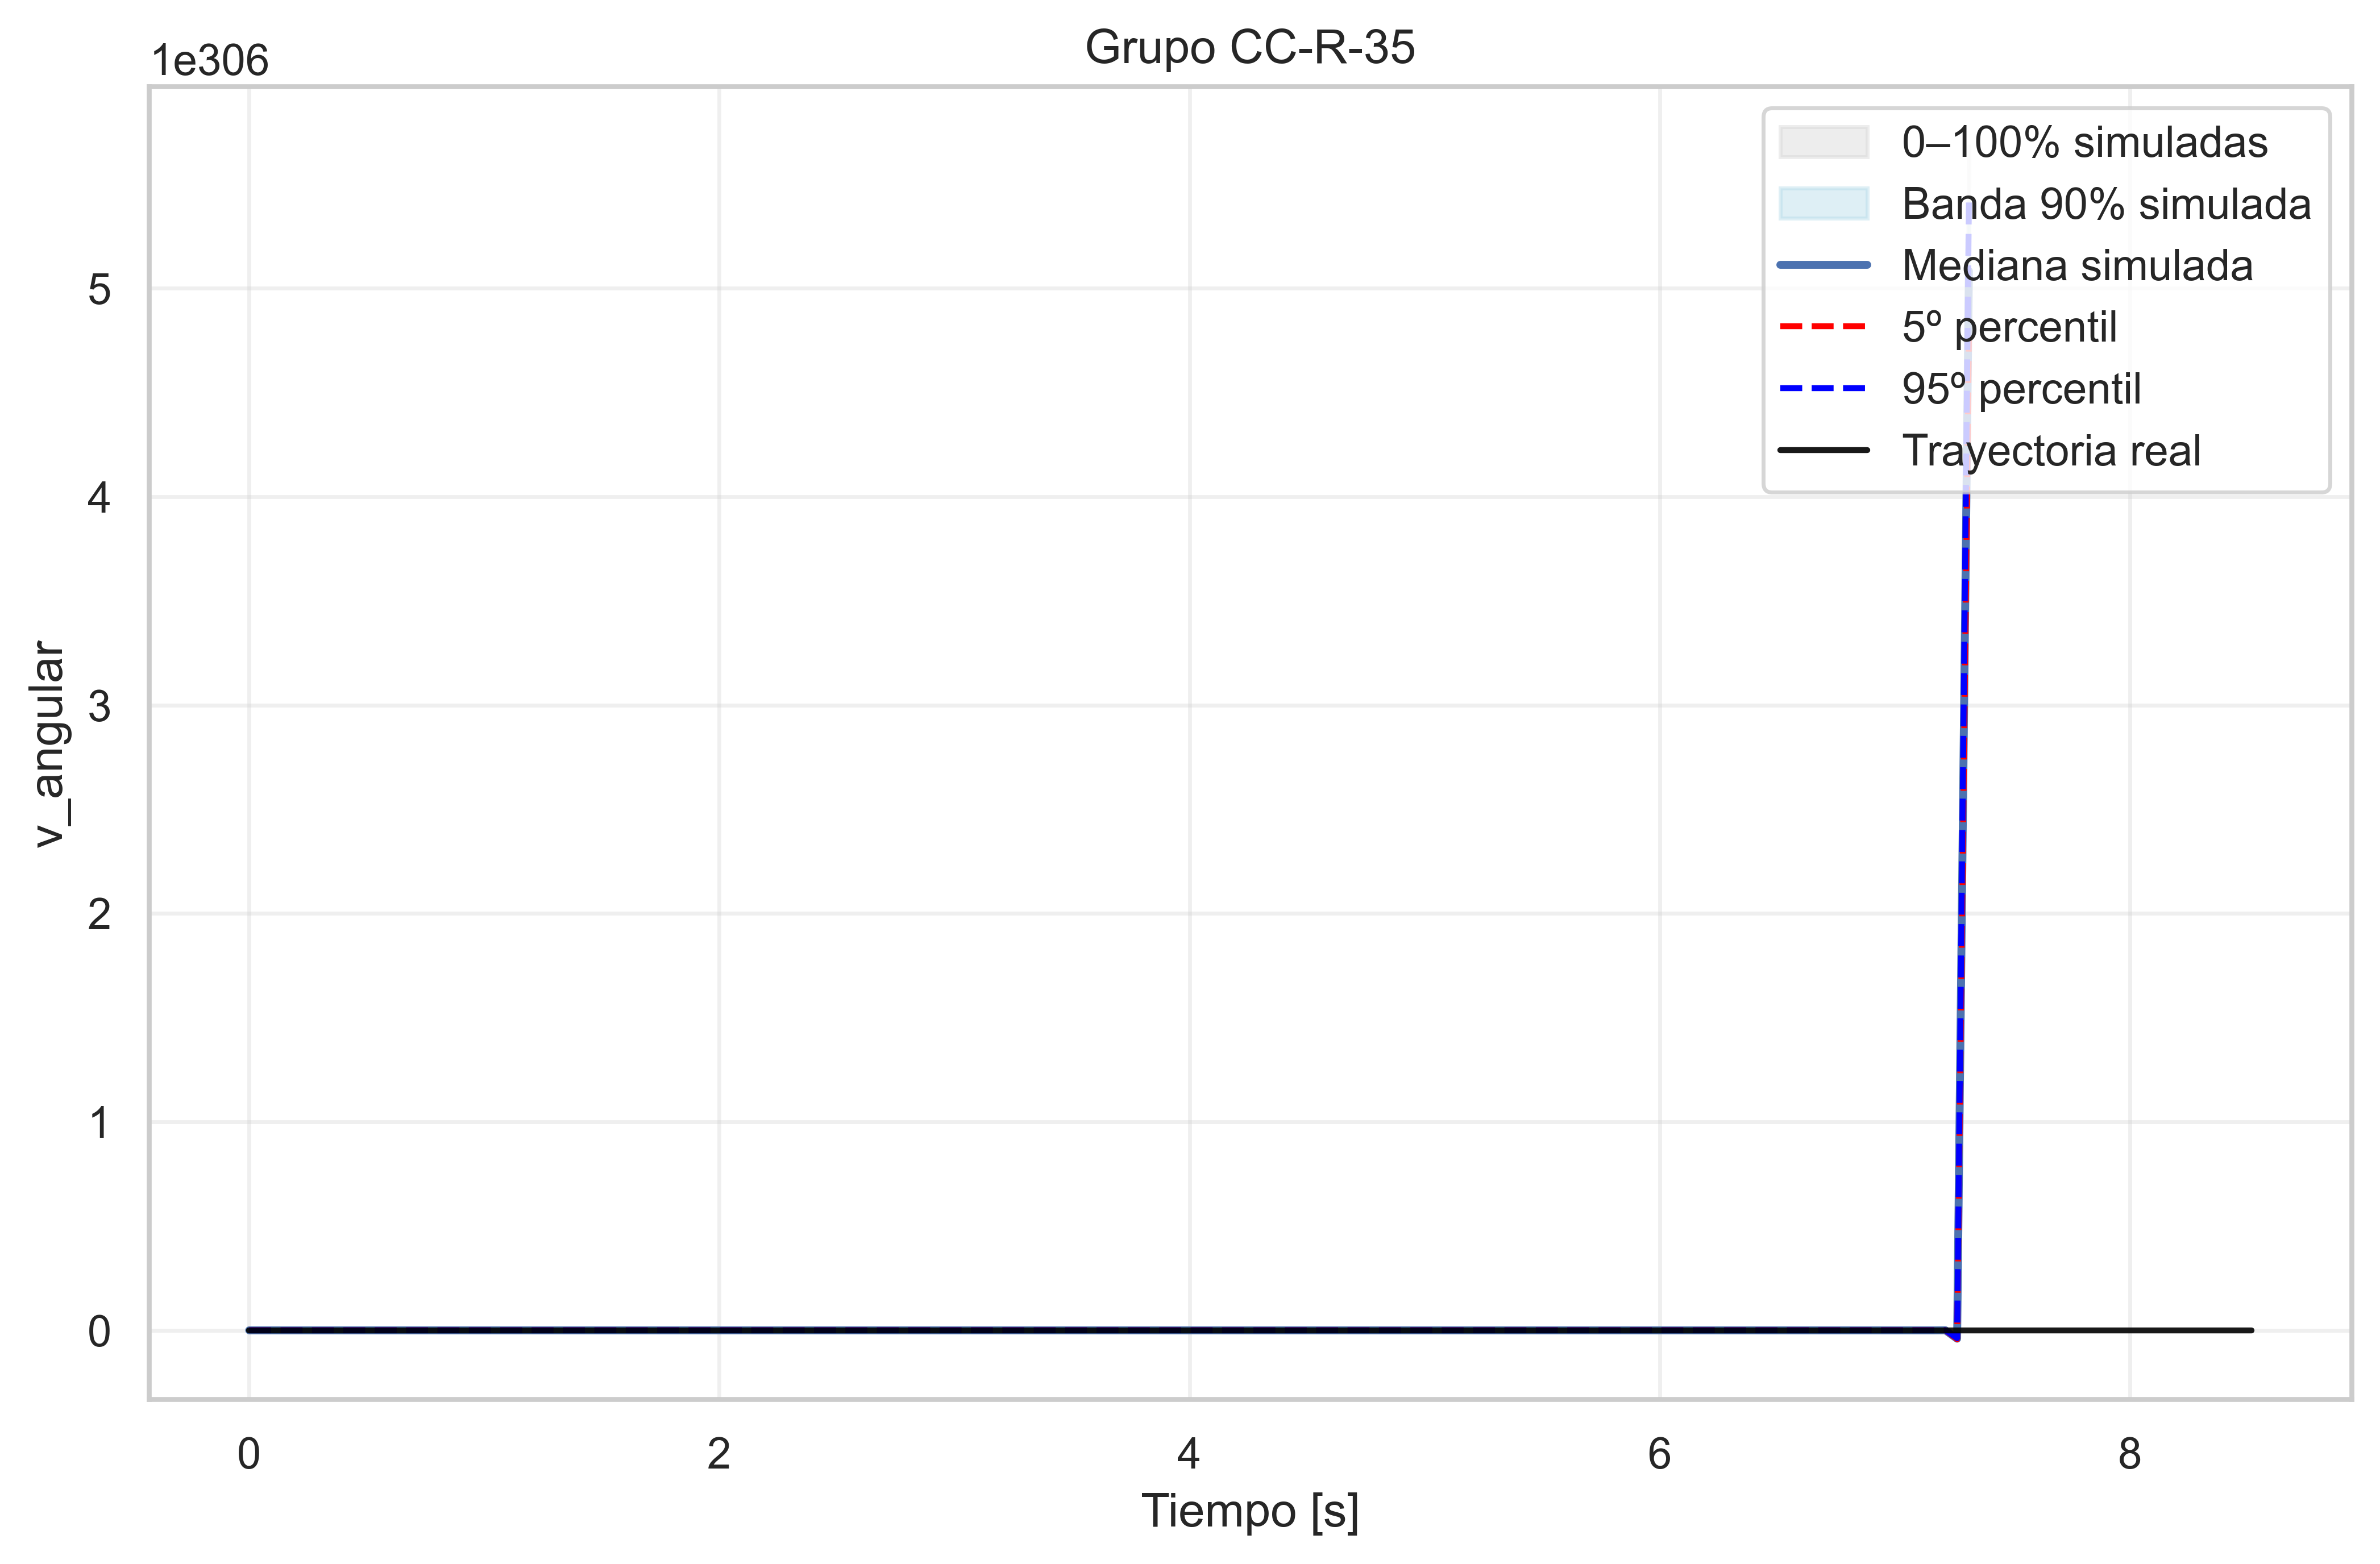 Grupo CC-R-35
1e306
0–100% simuladas
Banda 90% simulada
Mediana simulada
5º percentil
95º percentil
Trayectoria real
5
4
3
2
1
0
v_angular
0 2 4 6 8
Tiempo [s]